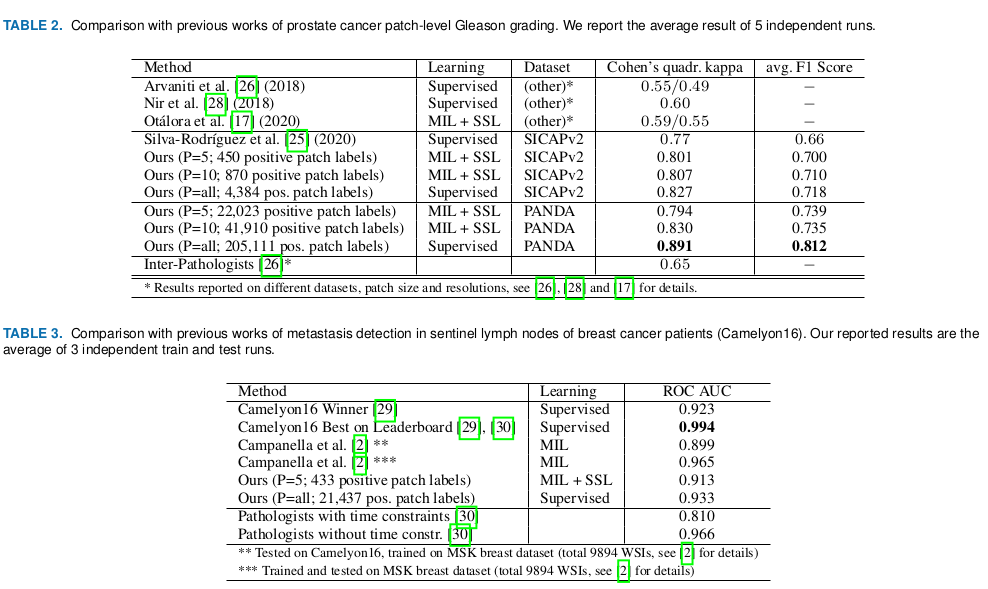 TABLE 2. Comparison with previous works of prostate cancer patch-level Gleason grading. We report the average result of 5 independent runs.
Method Learning Dataset Cohen's quadr. kappa avg. F1 Score
Arvaniti et al. [26] (2018) Supervised (other)* 0.55/0.49 −
Nir et al. [28] (2018) Supervised (other)* 0.60 −
Otálora et al. [17] (2020) MIL + SSL (other)* 0.59/0.55 −
Silva-Rodríguez et al. [25] (2020) Supervised SICAPv2 0.77 0.66
Ours (P=5; 450 positive patch labels) MIL + SSL SICAPv2 0.801 0.700
Ours (P=10; 870 positive patch labels) MIL + SSL SICAPv2 0.807 0.710
Ours (P=all; 4,384 pos. patch labels) Supervised SICAPv2 0.827 0.718
Ours (P=5; 22,023 positive patch labels) MIL + SSL PANDA 0.794 0.739
Ours (P=10; 41,910 positive patch labels) MIL + SSL PANDA 0.830 0.735
Ours (P=all; 205,111 pos. patch labels) Supervised PANDA 0.891 0.812
Inter-Pathologists [26]* 0.65 −
* Results reported on different datasets, patch size and resolutions, see [26], [28] and [17] for details.
TABLE 3. Comparison with previous works of metastasis detection in sentinel lymph nodes of breast cancer patients (Camelyon16). Our reported results are the
average of 3 independent train and test runs.
Method Learning ROC AUC
Camelyon16 Winner [29] Supervised 0.923
Camelyon16 Best on Leaderboard [29], [30] Supervised 0.994
Campanella et al. [2] ** MIL 0.899
Campanella et al. [2] *** MIL 0.965
Ours (P=5; 433 positive patch labels) MIL + SSL 0.913
Ours (P=all; 21,437 pos. patch labels) Supervised 0.933
Pathologists with time constraints [30] 0.810
Pathologists without time constr. [30] 0.966
** Tested on Camelyon16, trained on MSK breast dataset (total 9894 WSIs, see [2] for details)
*** Trained and tested on MSK breast dataset (total 9894 WSIs, see [2] for details)